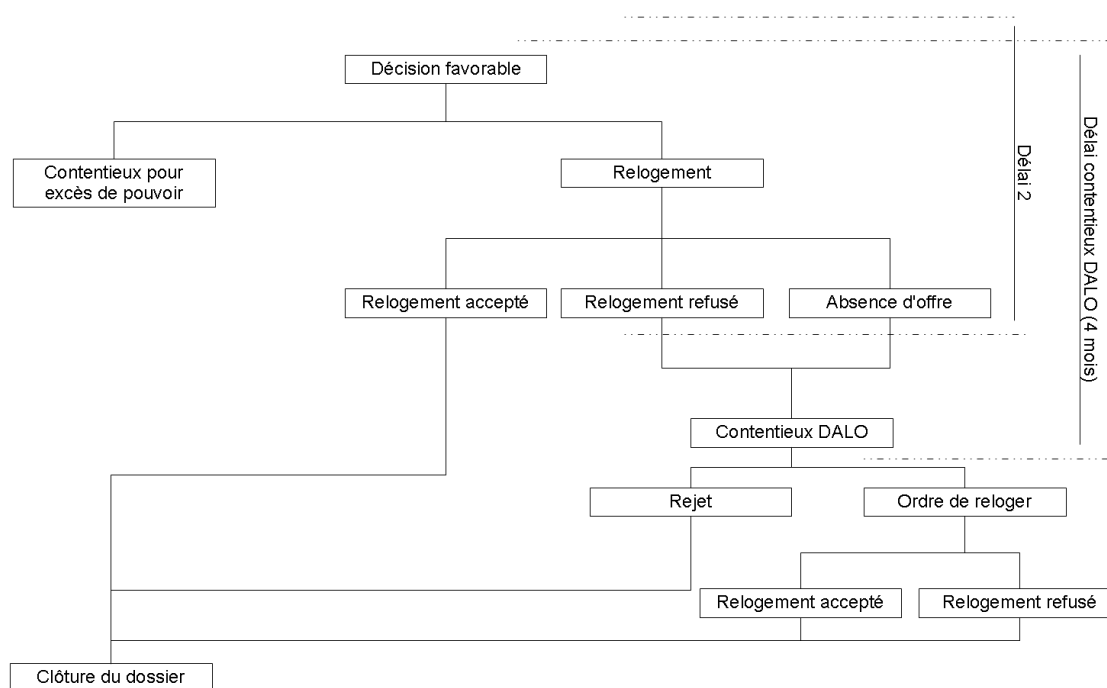 Décision favorable
Contentieux pour
excès de pouvoir
Relogement
Délai 2
Délai contentieux DALO (4 mois)
Relogement accepté
Relogement refusé
Absence d'offre
Contentieux DALO
Rejet
Ordre de reloger
Relogement accepté
Relogement refusé
Clôture du dossier